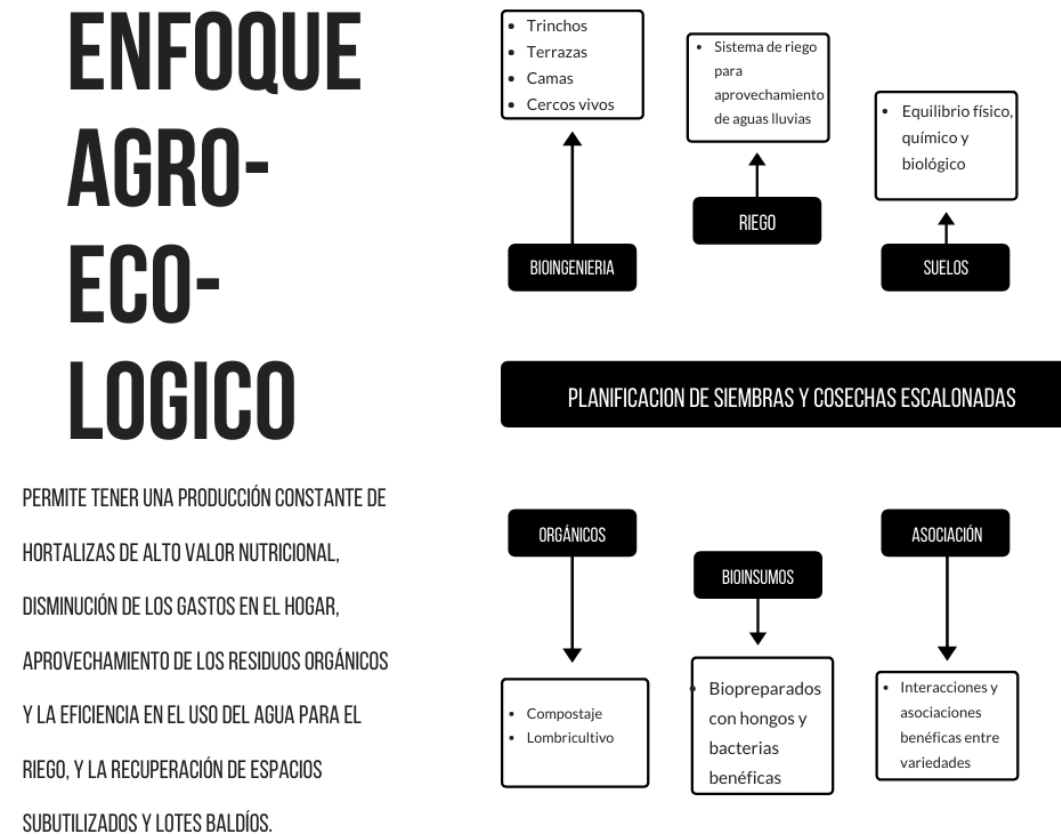 ENFOQUE
AGRO-
ECO-
LOGICO
PERMITE TENER UNA PRODUCCIÓN CONSTANTE DE
HORTALIZAS DE ALTO VALOR NUTRICIONAL,
DISMINUCIÓN DE LOS GASTOS EN EL HOGAR,
APROVECHAMIENTO DE LOS RESIDUOS ORGÁNICOS
Y LA EFICIENCIA EN EL USO DEL AGUA PARA EL
RIEGO, Y LA RECUPERACIÓN DE ESPACIOS
SUBUTILIZADOS Y LOTES BALDÍOS.
• Trinchos
• Terrazas
• Camas
• Cercos vivos
BIOINGENIERIA
• Sistema de riego
para
aprovechamiento
de aguas lluvias
RIEGO
• Equilibrio físico,
químico y
biológico
SUELOS
PLANIFICACION DE SIEMBRAS Y COSECHAS ESCALONADAS
ORGÁNICOS
• Compostaje
• Lombricultivo
BIOINSUMOS
• Biopreparados
con hongos y
bacterias
benéficas
ASOCIACIÓN
• Interacciones y
asociaciones
benéficas entre
variedades